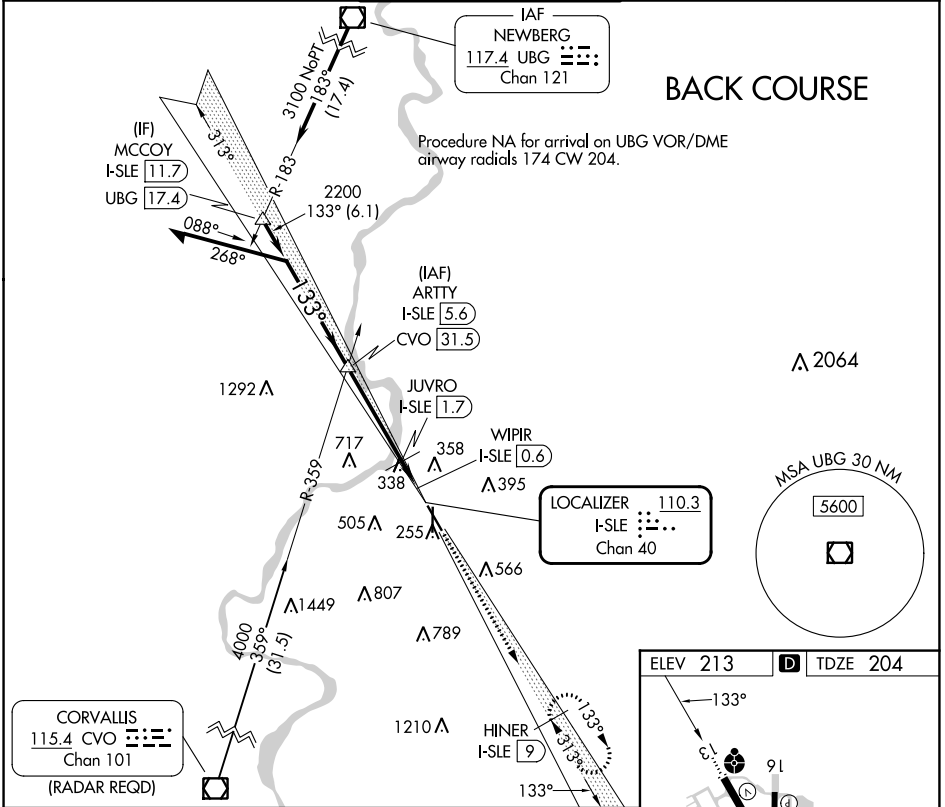 IAF
NEWBERG
117.4 UBG
Chan 121
BACK COURSE
Procedure NA for arrival on UBG VOR/DME
airway radials 174 CW 204.
3100 NoPT
183°
(17.4)
R-183
313°
(IF)
MCCOY
I-SLE 11.7
UBG 17.4
2200
133° (6.1)
088°
268°
133°
(IAF)
ARTTY
I-SLE 5.6
CVO 31.5
2064
1292
JUVRO
I-SLE 1.7
717
338
358
WIPIR
I-SLE 0.6
395
MSA UBG 30 NM
5600
R-359
505
255
LOCALIZER 110.3
I-SLE
Chan 40
566
1449
807
789
4000
359°
(31.5)
ELEV 213 D TDZE 204
133°
13
16
V
P
CORVALLIS
115.4 CVO
Chan 101
(RADAR REQD)
1210
HINER
I-SLE 9
133°
313°
133°